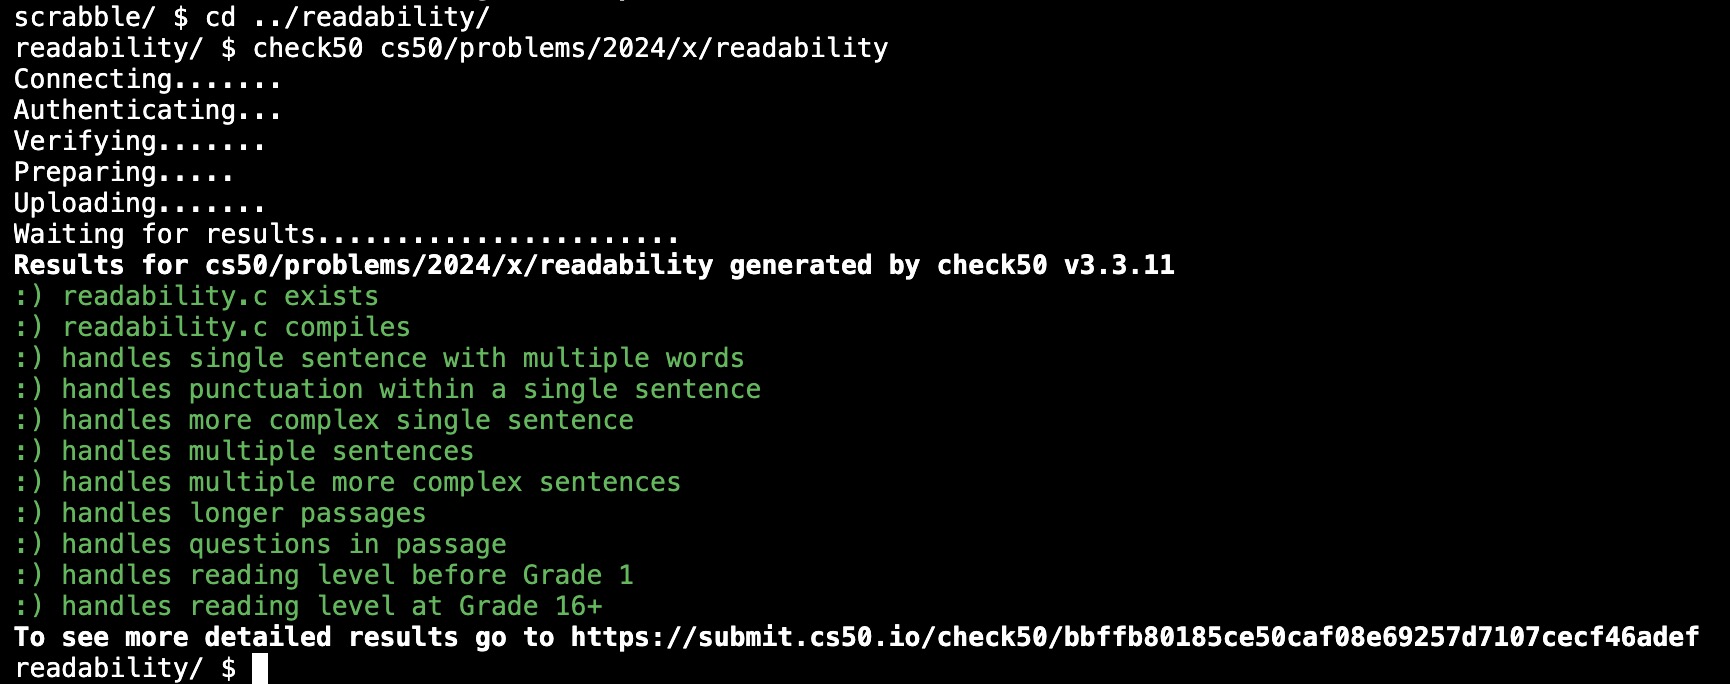 scrabble/ $ cd ../readability/
readability/ $ check50 cs50/problems/2024/x/readability
Connecting.......
Authenticating...
Verifying.......
Preparing.....
Uploading.......
Waiting for results.......................
Results for cs50/problems/2024/x/readability generated by check50 v3.3.11
:) readability.c exists
:) readability.c compiles
:) handles single sentence with multiple words
:) handles punctuation within a single sentence
:) handles more complex single sentence
:) handles multiple sentences
:) handles multiple more complex sentences
:) handles longer passages
:) handles questions in passage
:) handles reading level before Grade 1
:) handles reading level at Grade 16+
To see more detailed results go to https://submit.cs50.io/check50/bbffb80185ce50caf08e69257d7107cecf46adef
readability/ $